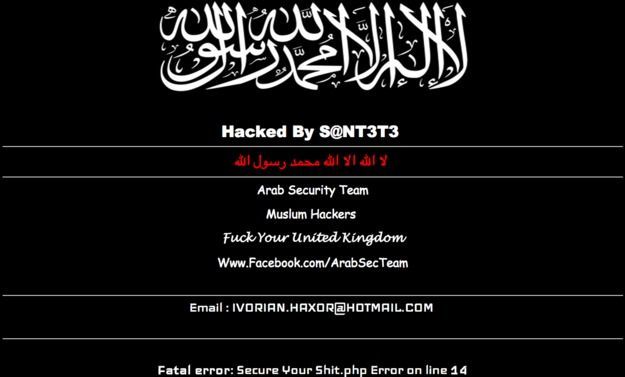 لا إله إلا الله محمد رسول الله
Hacked By S@NT3T3
لا الله الا الله محمد رسول الله
Arab Security Team
Muslum Hackers
Fuck Your United Kingdom
Www.Facebook.com/ArabSecTeam
Email : IVORIAN.HAXOR@HOTMAIL.COM
Fatal error: Secure Your Shit.php Error on line 14